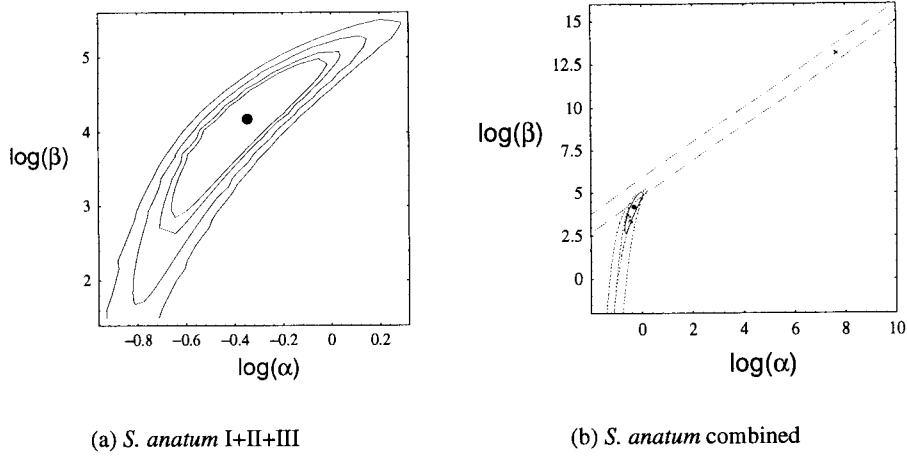 5
4
3
2
log(β)
−0.8 −0.6 −0.4 −0.2 0 0.2
log(α)
(a) S. anatum I+II+III
15
12.5
10
7.5
5
2.5
0
log(β)
0 2 4 6 8 10
log(α)
(b) S. anatum combined